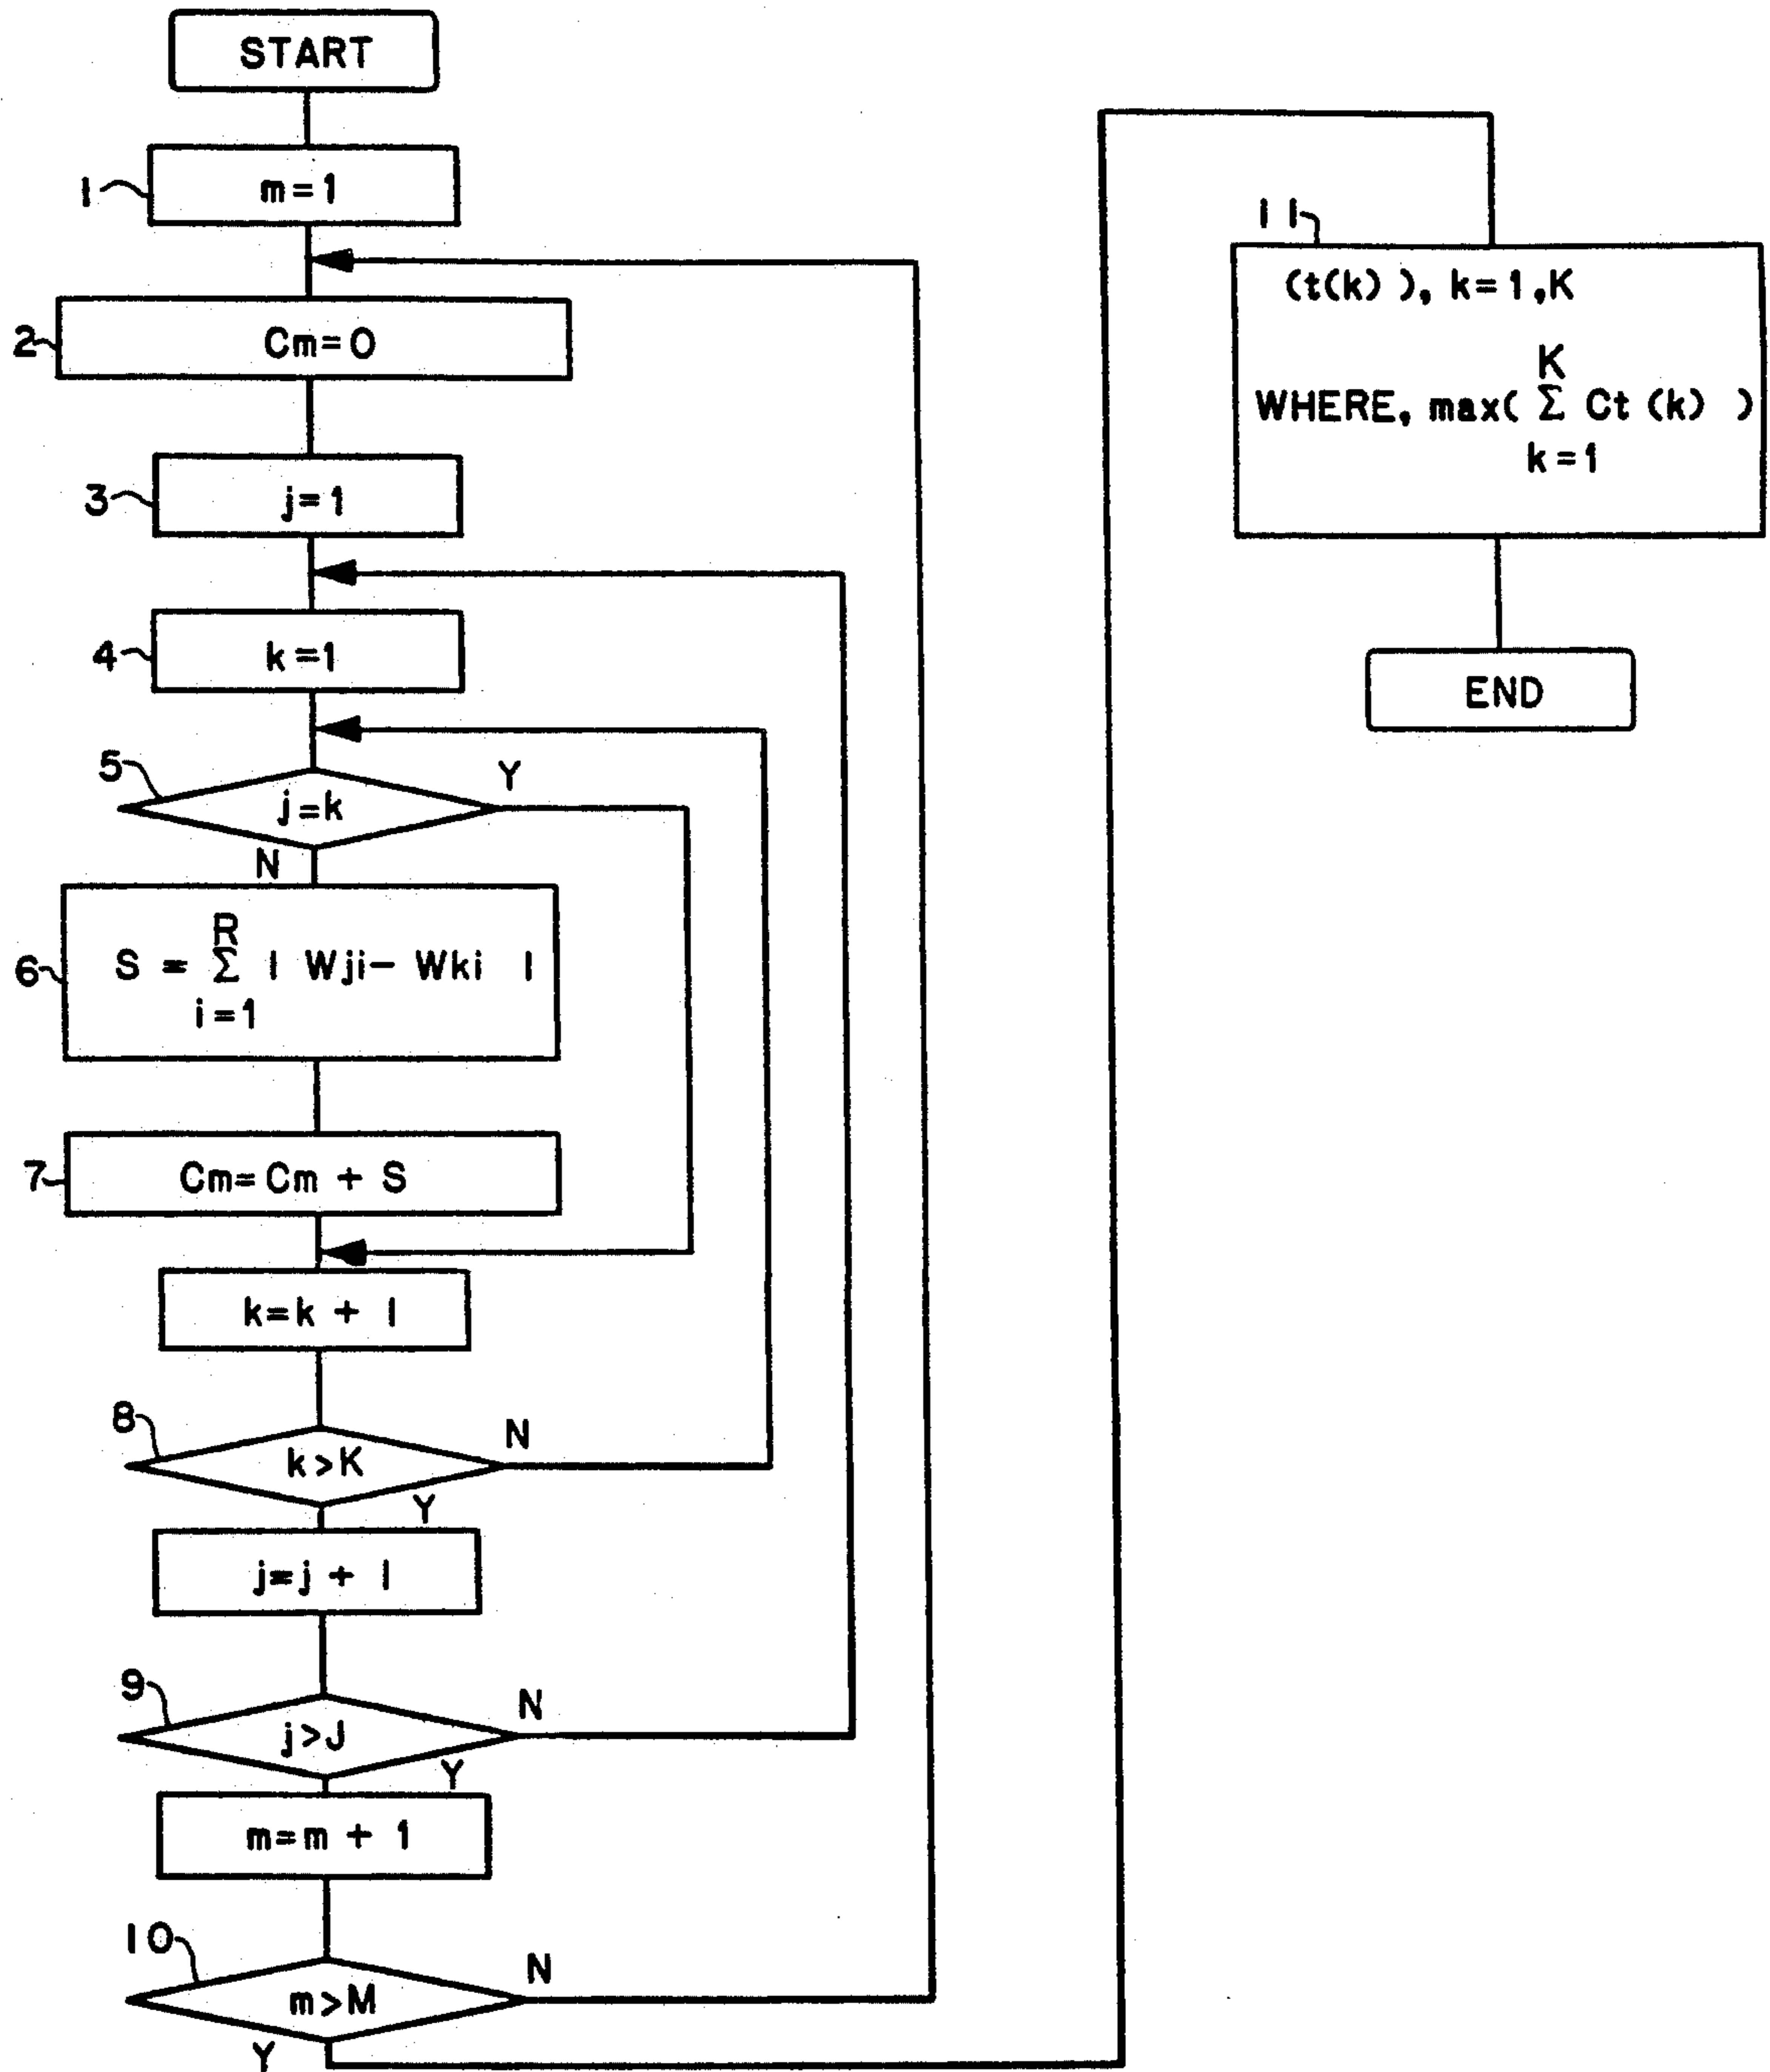 START
1
m=1
2
Cm=0
3
j=1
4
k=1
5
j=k
Y
N
6
R
S = Σ | Wji- Wki |
i=1
7
Cm=Cm + S
k=k + 1
8
k>K
N
Y
j=j + 1
9
j>J
N
Y
m=m + 1
10
m>M
N
Y
11
(t(k) ), k=1,K
K
WHERE, max( Σ Ct (k) )
k=1
END